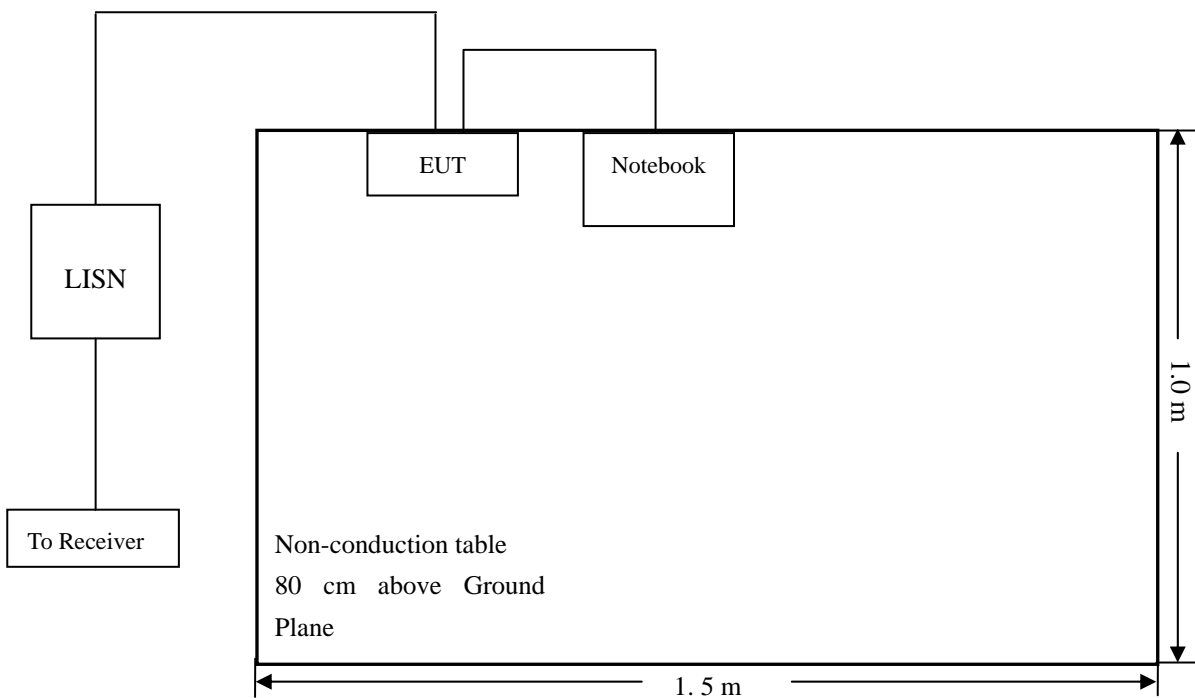 EUT
Notebook
LISN
1.0 m
To Receiver
Non-conduction table
80 cm above Ground
Plane
1. 5 m